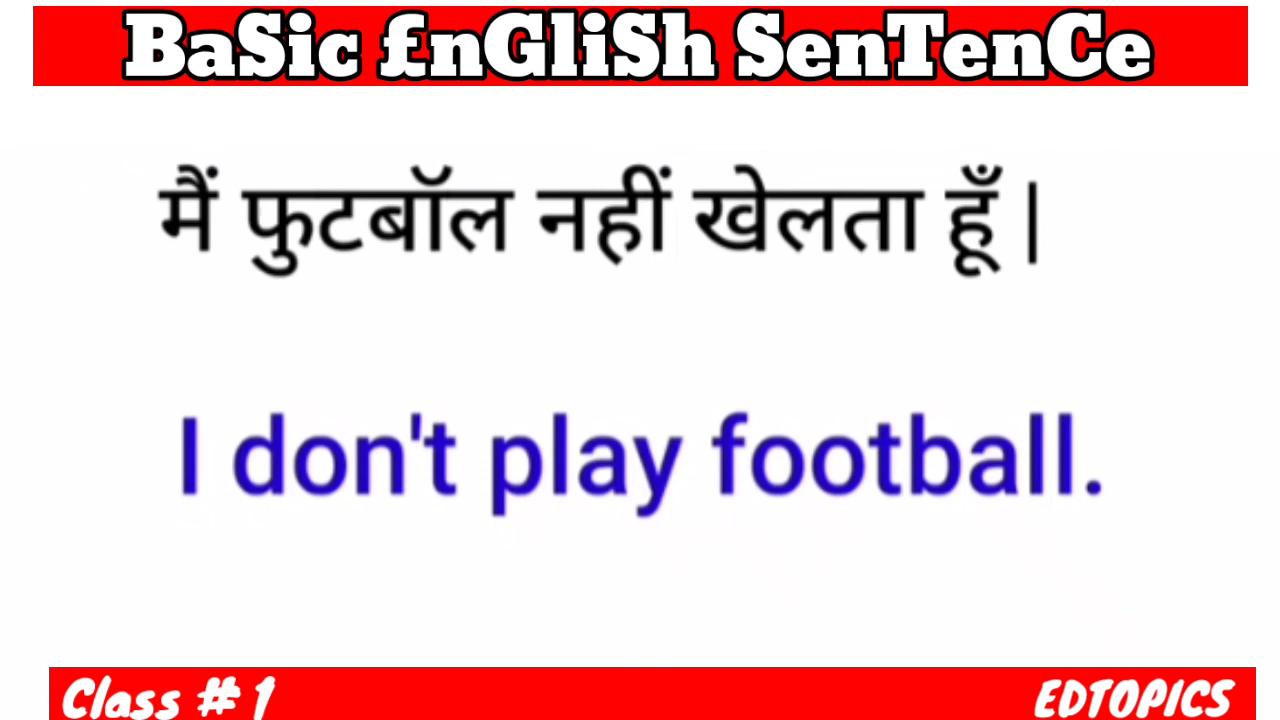 BaSic £nGliSh SenTenCe
मैं फुटबॉल नहीं खेलता हूँ |
I don't play football.
Class # 1
EDTOPICS